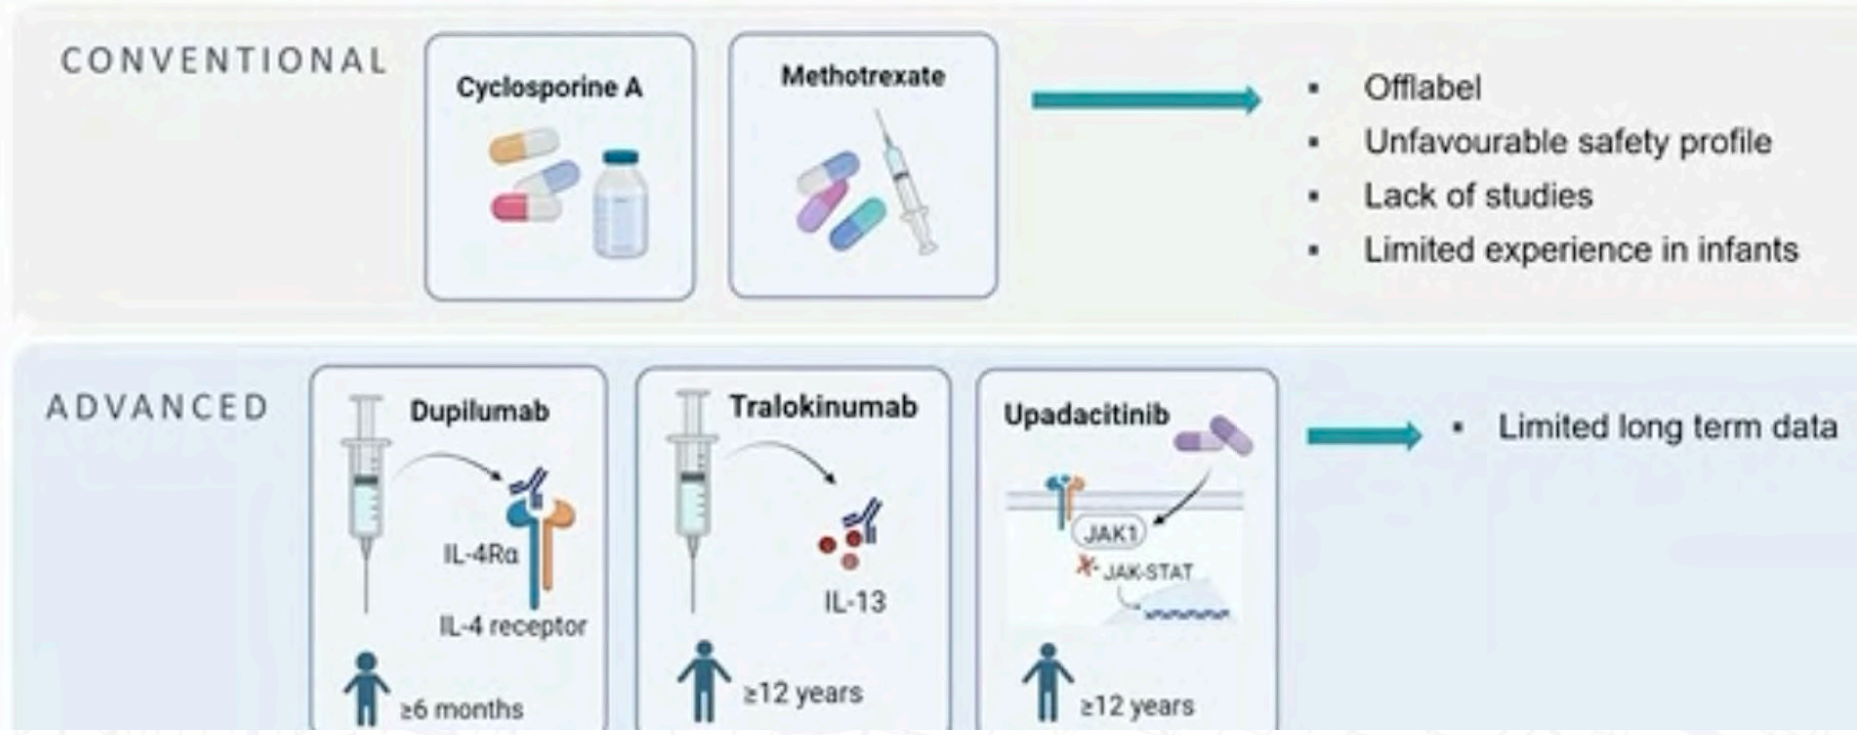 CONVENTIONAL
Cyclosporine A
Methotrexate
▪ Offlabel
▪ Unfavourable safety profile
▪ Lack of studies
▪ Limited experience in infants
ADVANCED
Dupilumab
IL-4Rα
IL-4 receptor
≥6 months
Tralokinumab
IL-13
≥12 years
Upadacitinib
JAK1
JAK-STAT
≥12 years
▪ Limited long term data